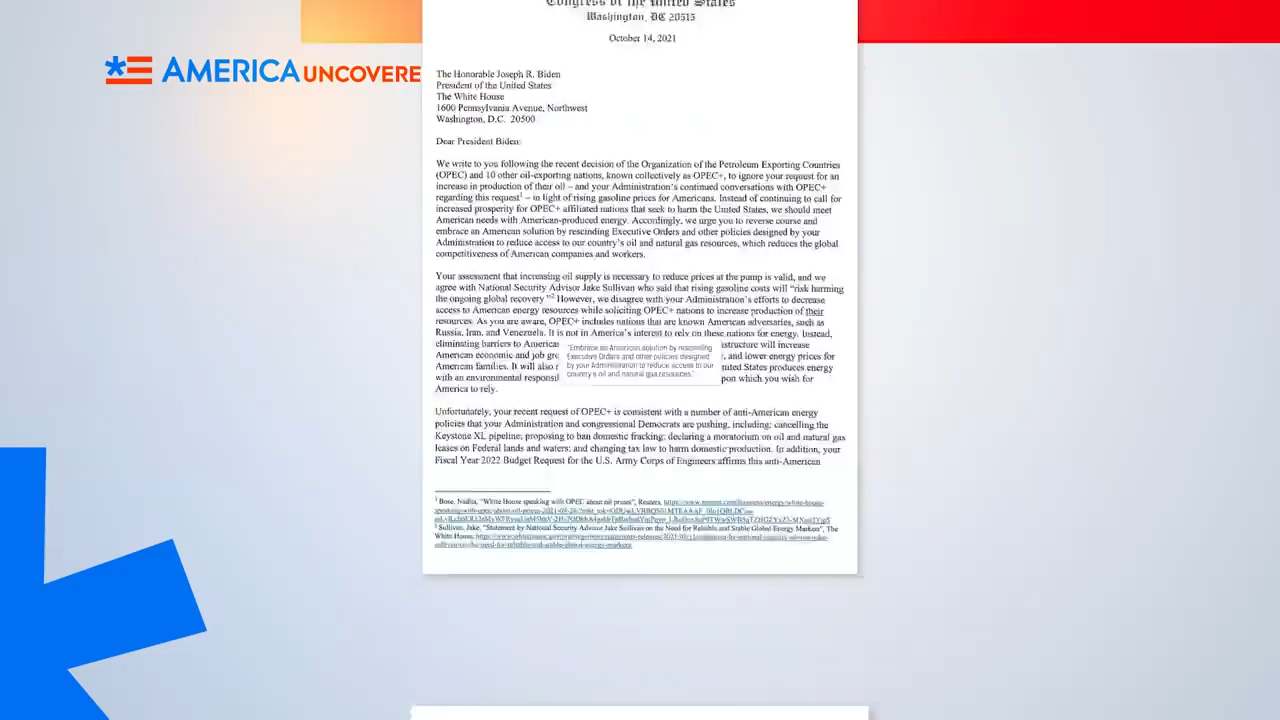 Congress of the United States
Washington, DC 20515
October 14, 2021
AMERICA UNCOVERE
The Honorable Joseph R. Biden
President of the United States
The White House
1600 Pennsylvania Avenue, Northwest
Washington, D.C. 20500
Dear President Biden:
We write to you following the recent decision of the Organization of the Petroleum Exporting Countries
(OPEC) and 10 other oil-exporting nations, known collectively as OPEC+, to ignore your request for an
increase in production of their oil – and your Administration's continued conversations with OPEC+
regarding this request1 – in light of rising gasoline prices for Americans. Instead of continuing to call for
increased prosperity for OPEC+ affiliated nations that seek to harm the United States, we should meet
American needs with American-produced energy. Accordingly, we urge you to reverse course and
embrace an American solution by rescinding Executive Orders and other policies designed by your
Administration to reduce access to our country's oil and natural gas resources, which reduces the global
competitiveness of American companies and workers.
Your assessment that increasing oil supply is necessary to reduce prices at the pump is valid, and we
agree with National Security Advisor Jake Sullivan who said that rising gasoline costs will "risk harming
the ongoing global recovery."2 However, we disagree with your Administration's efforts to decrease
access to American energy resources while soliciting OPEC+ nations to increase production of their
resources. As you are aware, OPEC+ includes nations that are known American adversaries, such as
Russia, Iran, and Venezuela. It is not in America's interest to rely on these nations for energy. Instead,
eliminating barriers to American
structure will increase
American economic and job gro
, and lower energy prices for
American families. It will also
nited States produces energy
with an environmental responsi
pon which you wish for
America to rely.
"Embrace an American solution by rescinding
Executive Orders and other policies designed
by your Administration to reduce access to our
country's oil and natural gas resources."
Unfortunately, your recent request of OPEC+ is consistent with a number of anti-American energy
policies that your Administration and congressional Democrats are pushing, including: cancelling the
Keystone XL pipeline; proposing to ban domestic fracking; declaring a moratorium on oil and natural gas
leases on Federal lands and waters; and changing tax law to harm domestic production. In addition, your
Fiscal Year 2022 Budget Request for the U.S. Army Corps of Engineers affirms this anti-American
1 Bose, Nadita, "White House speaking with OPEC about oil prices", Reuters,
2 Sullivan, Jake, "Statement by National Security Advisor Jake Sullivan on the Need for Reliable and Stable Global Energy Markets", The
White House,